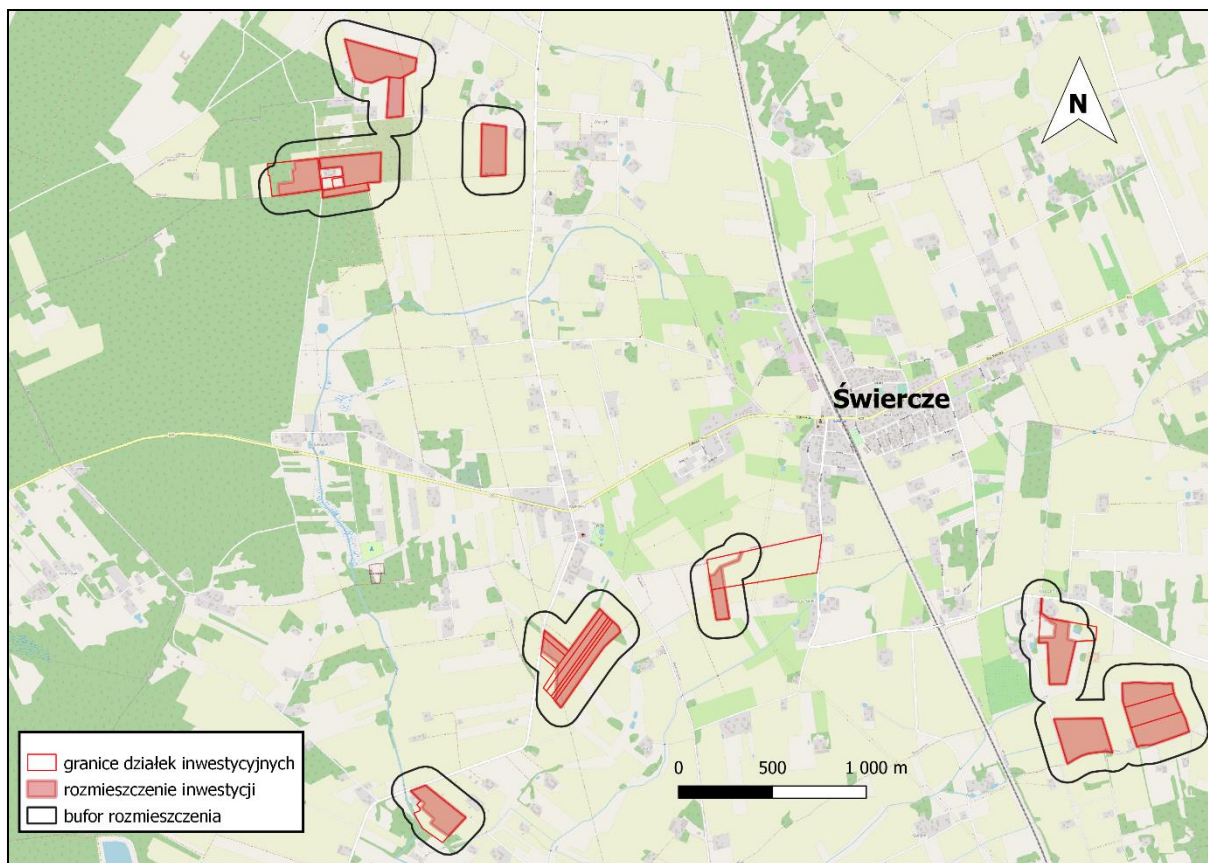 N
Świercze
0 500 1 000 m
granice działek inwestycyjnych
rozmieszczenie inwestycji
bufor rozmieszczenia